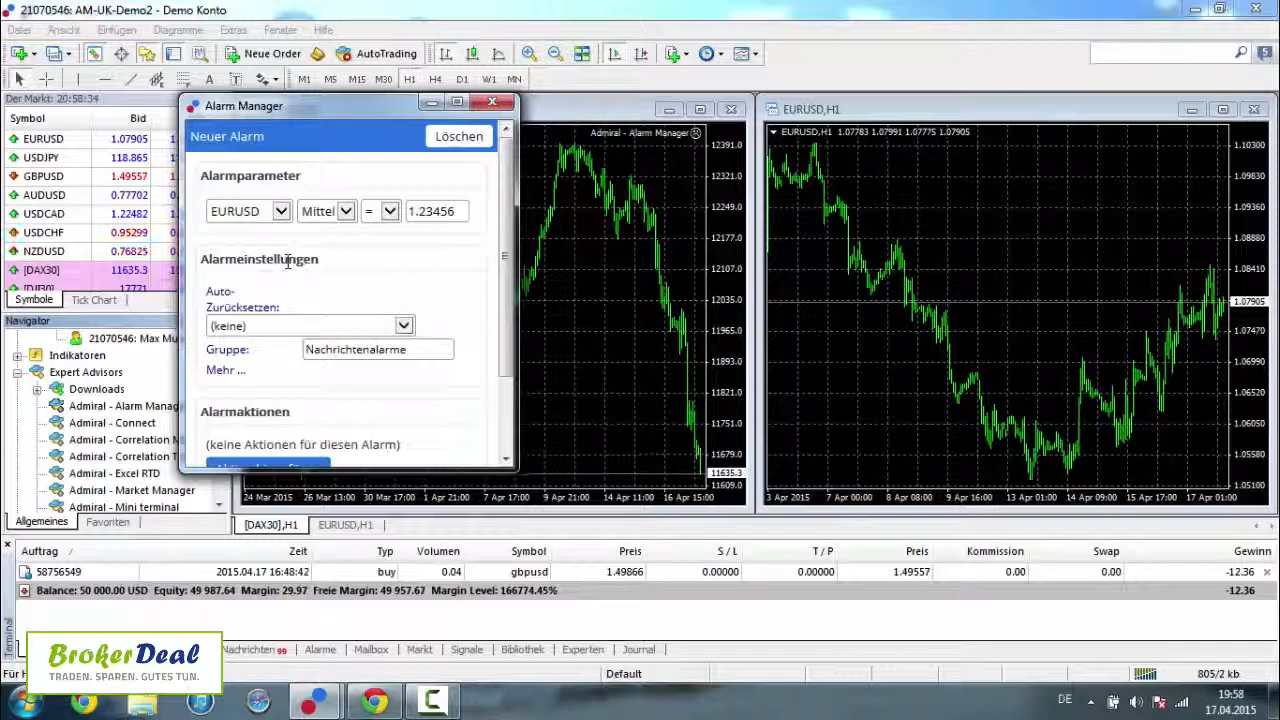 21070546: AM-UK-Demo2 - Demo Konto
Datei Ansicht Einfügen Diagramme Extras Fenster Hilfe
Neue Order AutoTrading
5
A T M1 M5 M15 M30 H1 H4 D1 W1 MN
Der Markt: 20:58:34
Symbol Bid
EURUSD 1.07905
USDJPY 118.865
GBPUSD 1.49557
AUDUSD 0.77702
USDCAD 1.22482
USDCHF 0.95299
NZDUSD 0.76825
[DAX30] 11635.3
[DJI30] 17771
Symbole Tick Chart
Navigator
21070546: Max Mu
Indikatoren
Expert Advisors
Downloads
Admiral - Alarm Manag
Admiral - Connect
Admiral - Correlation M
Admiral - Correlation T
Admiral - Excel RTD
Admiral - Market Manager
Admiral - Mini terminal
Allgemeines Favoriten
Alarm Manager
Neuer Alarm Löschen
Alarmparameter
EURUSD Mittel = 1.23456
Alarmeinstellungen
Auto-
Zurücksetzen:
(keine)
Gruppe: Nachrichtenalarme
Mehr ...
Alarmaktionen
(keine Aktionen für diesen Alarm)
Admiral - Alarm Manager
12391.0
12321.0
12249.0
12177.0
12107.0
12035.0
11965.0
11893.0
11821.0
11751.0
11679.0
11635.3
11609.0
24 Mar 2015 26 Mar 13:00 30 Mar 17:00 1 Apr 21:00 7 Apr 17:00 9 Apr 21:00 14 Apr 11:00 16 Apr 15:00
EURUSD,H1
EURUSD,H1 1.07783 1.07991 1.07775 1.07905
1.10300
1.09830
1.09360
1.08880
1.08410
1.07905
1.07470
1.06990
1.06520
1.06050
1.05580
1.05100
3 Apr 2015 7 Apr 00:00 8 Apr 08:00 9 Apr 16:00 13 Apr 01:00 14 Apr 09:00 15 Apr 17:00 17 Apr 01:00
[DAX30],H1 EURUSD,H1
Auftrag / Zeit Typ Volumen Symbol Preis S / L T / P Preis Kommission Swap Gewinn
58756549 2015.04.17 16:48:42 buy 0.04 gbpusd 1.49866 0.00000 0.00000 1.49557 0.00 0.00 -12.36
Balance: 50 000.00 USD Equity: 49 987.64 Margin: 29.97 Freie Margin: 49 957.67 Margin Level: 166774.45% -12.36
Terminal
Nachrichten 99 Alarme Mailbox Markt Signale Bibliothek Experten Journal
BrokerDeal
TRADEN. SPAREN. GUTES TUN.
Für H Default 805/2 kb
DE
19:58
17.04.2015